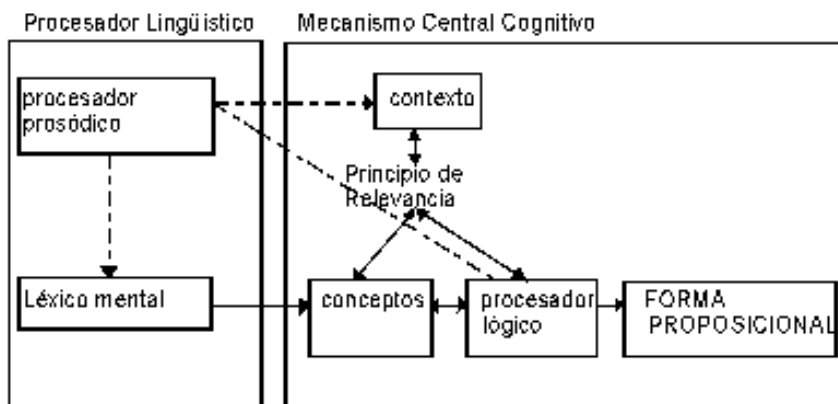 Procesador Lingüístico
Mecanismo Central Cognitivo
procesador
prosódico
contexto
Principio de
Relevancia
Léxico mental
conceptos
procesador
lógico
FORMA
PROPOSICIONAL